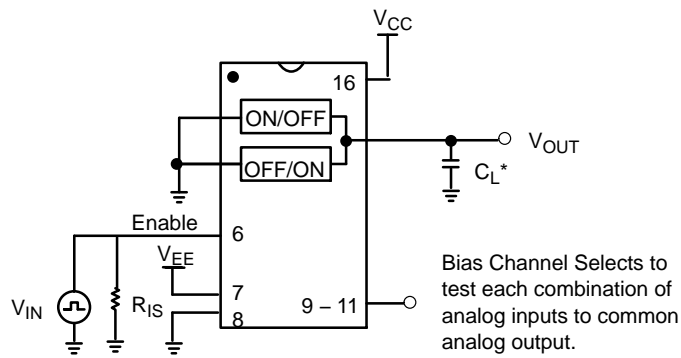 VCC
16
ON/OFF
OFF/ON
VOUT
CL*
Enable
6
VEE
7
VIN
RIS
8
9 – 11
Bias Channel Selects to
test each combination of
analog inputs to common
analog output.